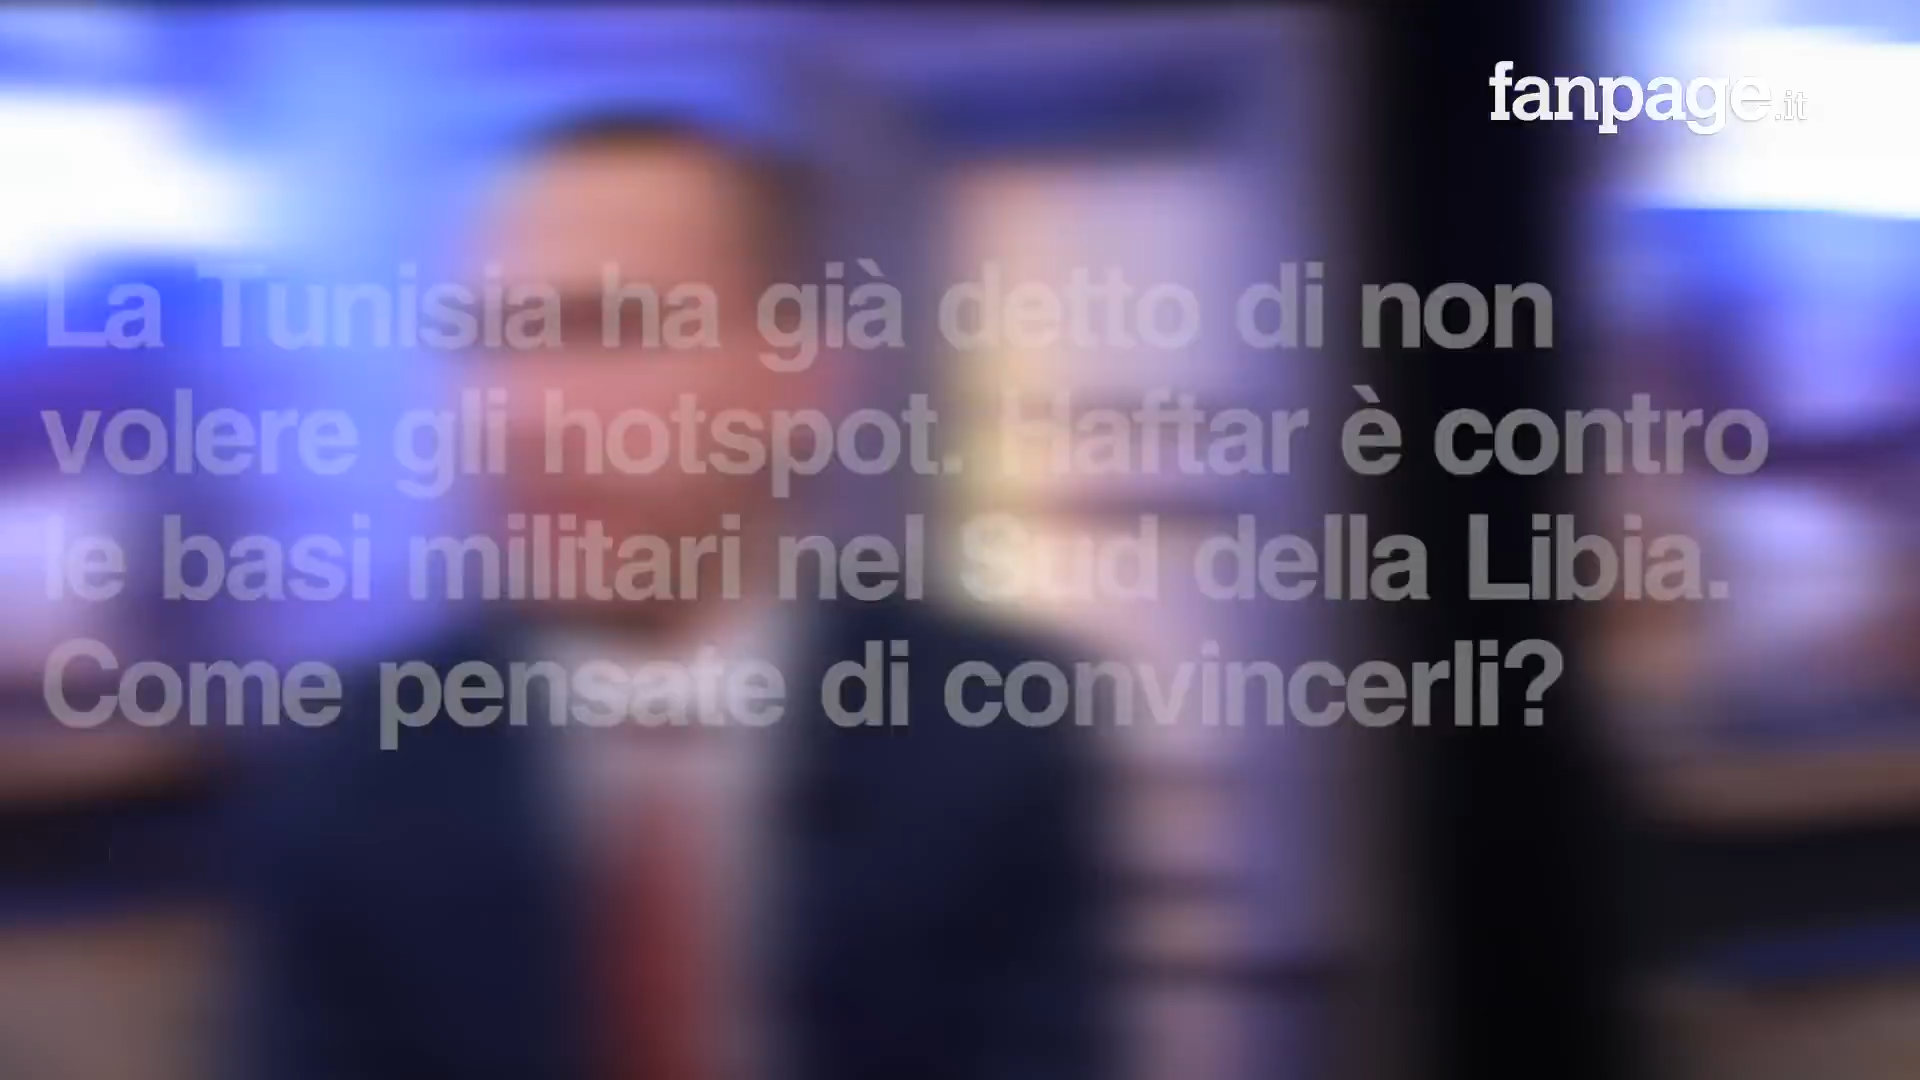 fanpage.it
La Tunisia ha già detto di non
volere gli hotspot. Haftar è contro
le basi militari nel Sud della Libia.
Come pensate di convincerli?